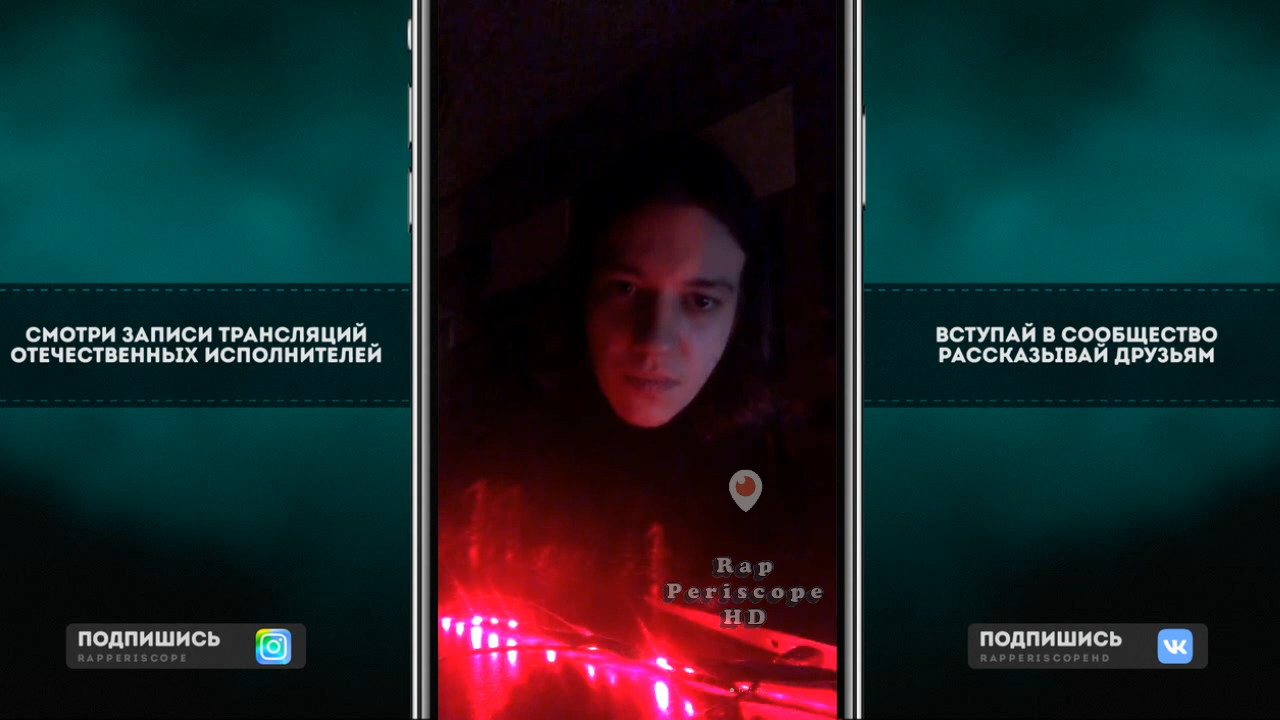 СМОТРИ ЗАПИСИ ТРАНСЛЯЦИЙ
ОТЕЧЕСТВЕННЫХ ИСПОЛНИТЕЛЕЙ
ВСТУПАЙ В СООБЩЕСТВО
РАССКАЗЫВАЙ ДРУЗЬЯМ
Rap
Periscope
HD
ПОДПИШИСЬ
RAPPERISCOPE
ПОДПИШИСЬ
RAPPERISCOPEHD